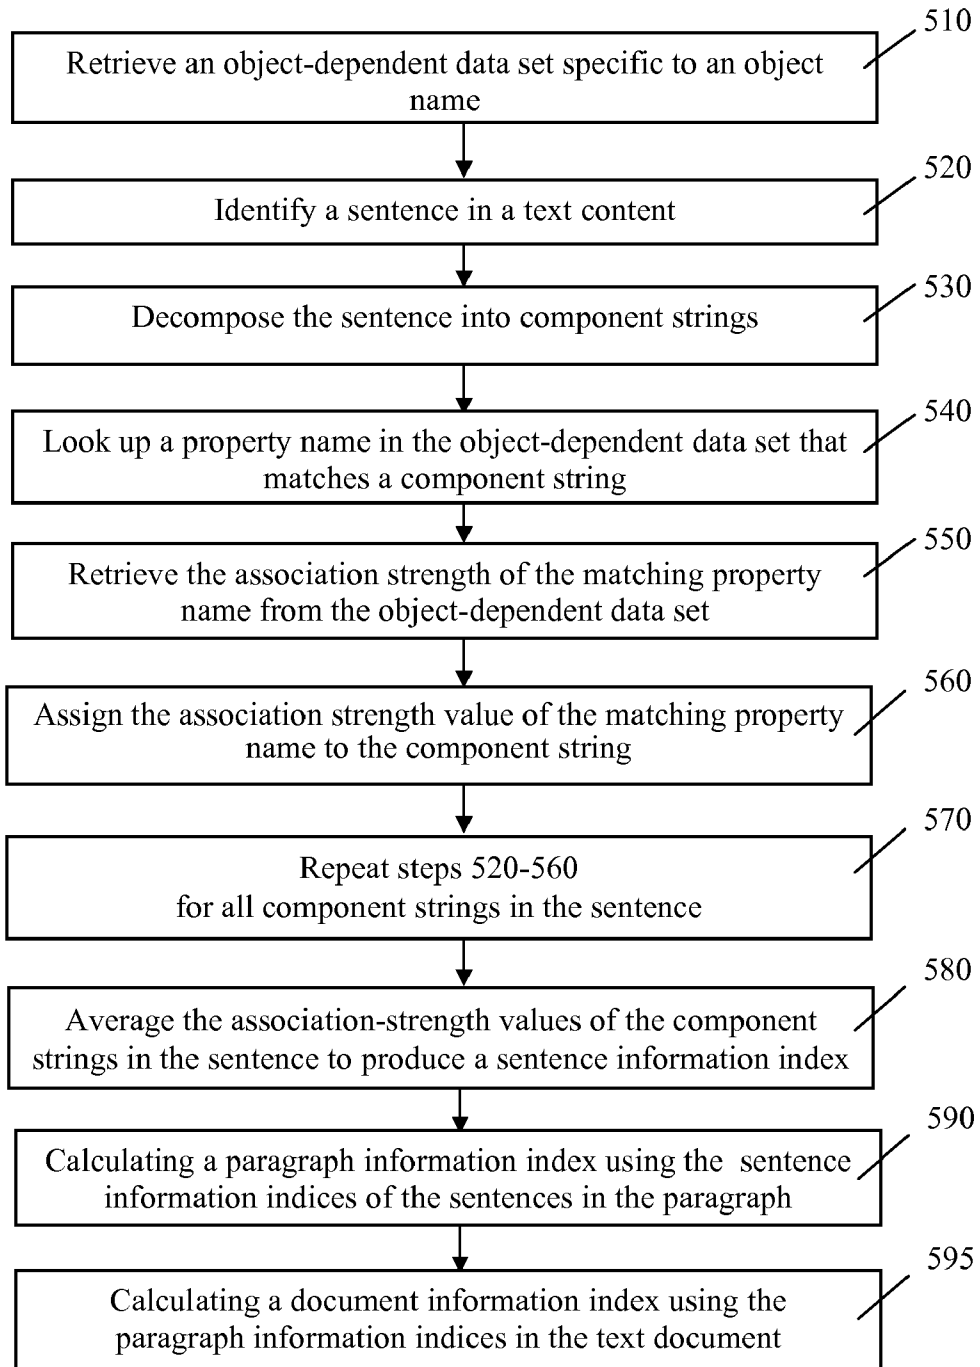 510
Retrieve an object-dependent data set specific to an object
name
520
Identify a sentence in a text content
530
Decompose the sentence into component strings
540
Look up a property name in the object-dependent data set that
matches a component string
550
Retrieve the association strength of the matching property
name from the object-dependent data set
560
Assign the association strength value of the matching property
name to the component string
570
Repeat steps 520-560
for all component strings in the sentence
580
Average the association-strength values of the component
strings in the sentence to produce a sentence information index
590
Calculating a paragraph information index using the sentence
information indices of the sentences in the paragraph
595
Calculating a document information index using the
paragraph information indices in the text document